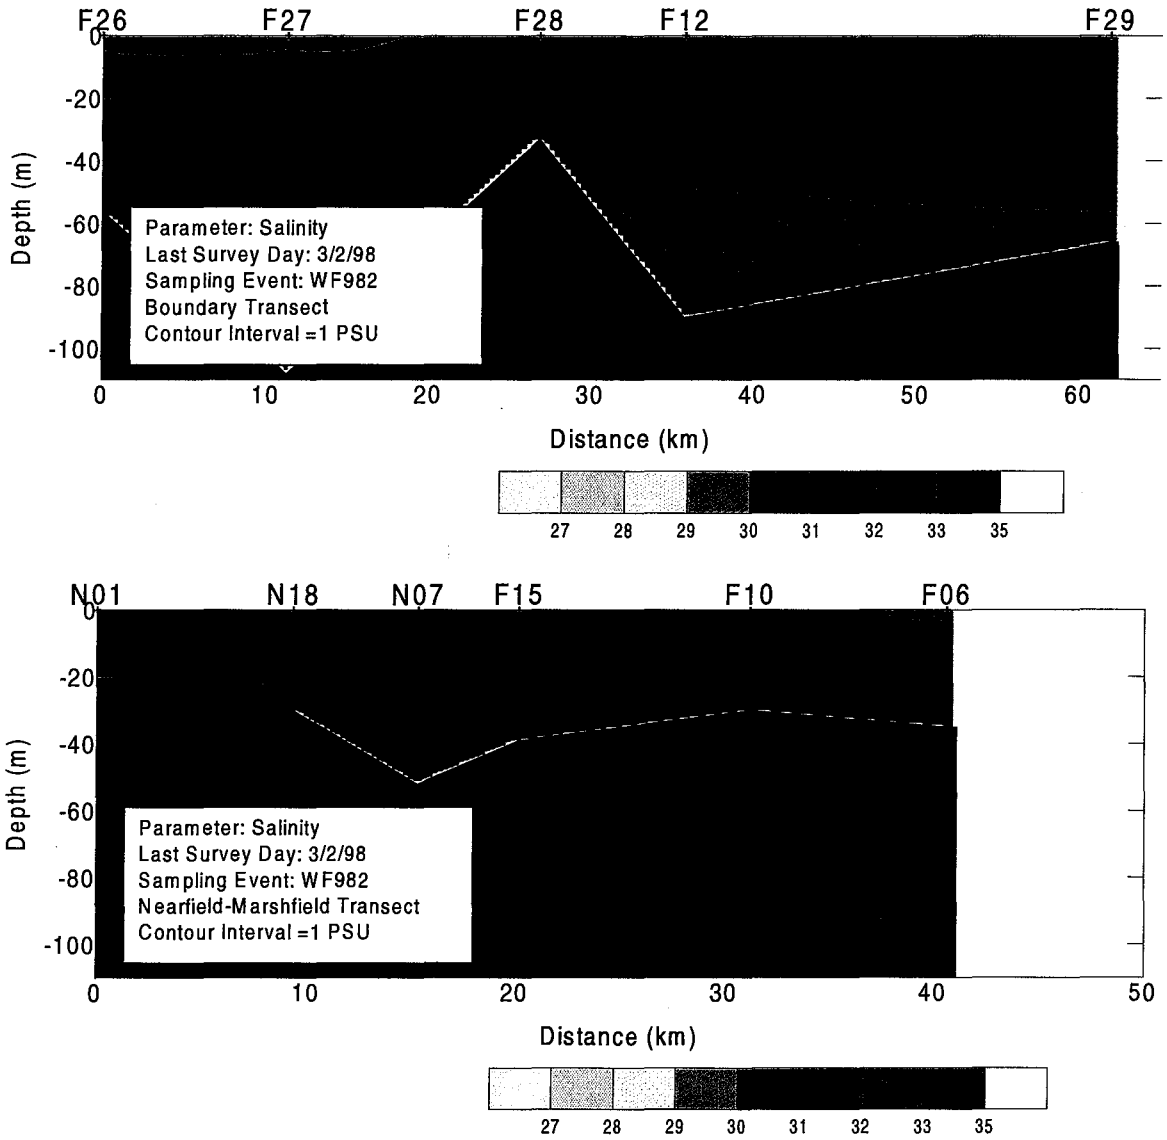 F26 F27 F28 F12 F29
0
-20
-40
-60
-80
-100
Depth (m)
Parameter: Salinity
Last Survey Day: 3/2/98
Sampling Event: WF982
Boundary Transect
Contour Interval =1 PSU
0 10 20 30 40 50 60
Distance (km)
27 28 29 30 31 32 33 35
N01 N18 N07 F15 F10 F06
0
-20
-40
-60
-80
-100
Depth (m)
Parameter: Salinity
Last Survey Day: 3/2/98
Sampling Event: WF982
Nearfield-Marshfield Transect
Contour Interval =1 PSU
0 10 20 30 40 50
Distance (km)
27 28 29 30 31 32 33 35